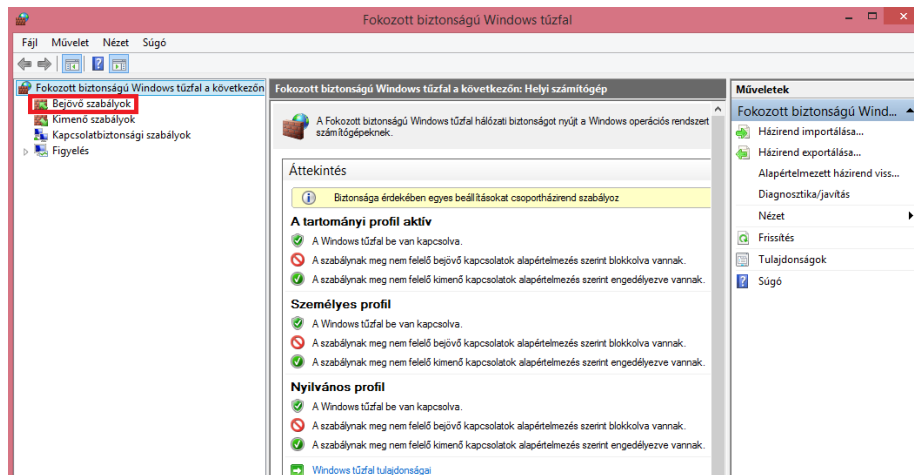 Fokozott biztonságú Windows tűzfal
Fájl Művelet Nézet Súgó
Fokozott biztonságú Windows tűzfal a következőn
Bejövő szabályok
Kimenő szabályok
Kapcsolatbiztonsági szabályok
Figyelés
Fokozott biztonságú Windows tűzfal a következőn: Helyi számítógép
A Fokozott biztonságú Windows tűzfal hálózati biztonságot nyújt a Windows operációs rendszert
számítógépeknek.
Áttekintés
Biztonsága érdekében egyes beállításokat csoportházirend szabályoz
A tartományi profil aktív
A Windows tűzfal be van kapcsolva.
A szabálynak meg nem felelő bejövő kapcsolatok alapértelmezés szerint blokkolva vannak.
A szabálynak meg nem felelő kimenő kapcsolatok alapértelmezés szerint engedélyezve vannak.
Személyes profil
A Windows tűzfal be van kapcsolva.
A szabálynak meg nem felelő bejövő kapcsolatok alapértelmezés szerint blokkolva vannak.
A szabálynak meg nem felelő kimenő kapcsolatok alapértelmezés szerint engedélyezve vannak.
Nyilvános profil
A Windows tűzfal be van kapcsolva.
A szabálynak meg nem felelő bejövő kapcsolatok alapértelmezés szerint blokkolva vannak.
A szabálynak meg nem felelő kimenő kapcsolatok alapértelmezés szerint engedélyezve vannak.
Windows tűzfal tulajdonságai
Műveletek
Fokozott biztonságú Wind...
Házirend importálása...
Házirend exportálása...
Alapértelmezett házirend viss...
Diagnosztika/javítás
Nézet
Frissítés
Tulajdonságok
Súgó